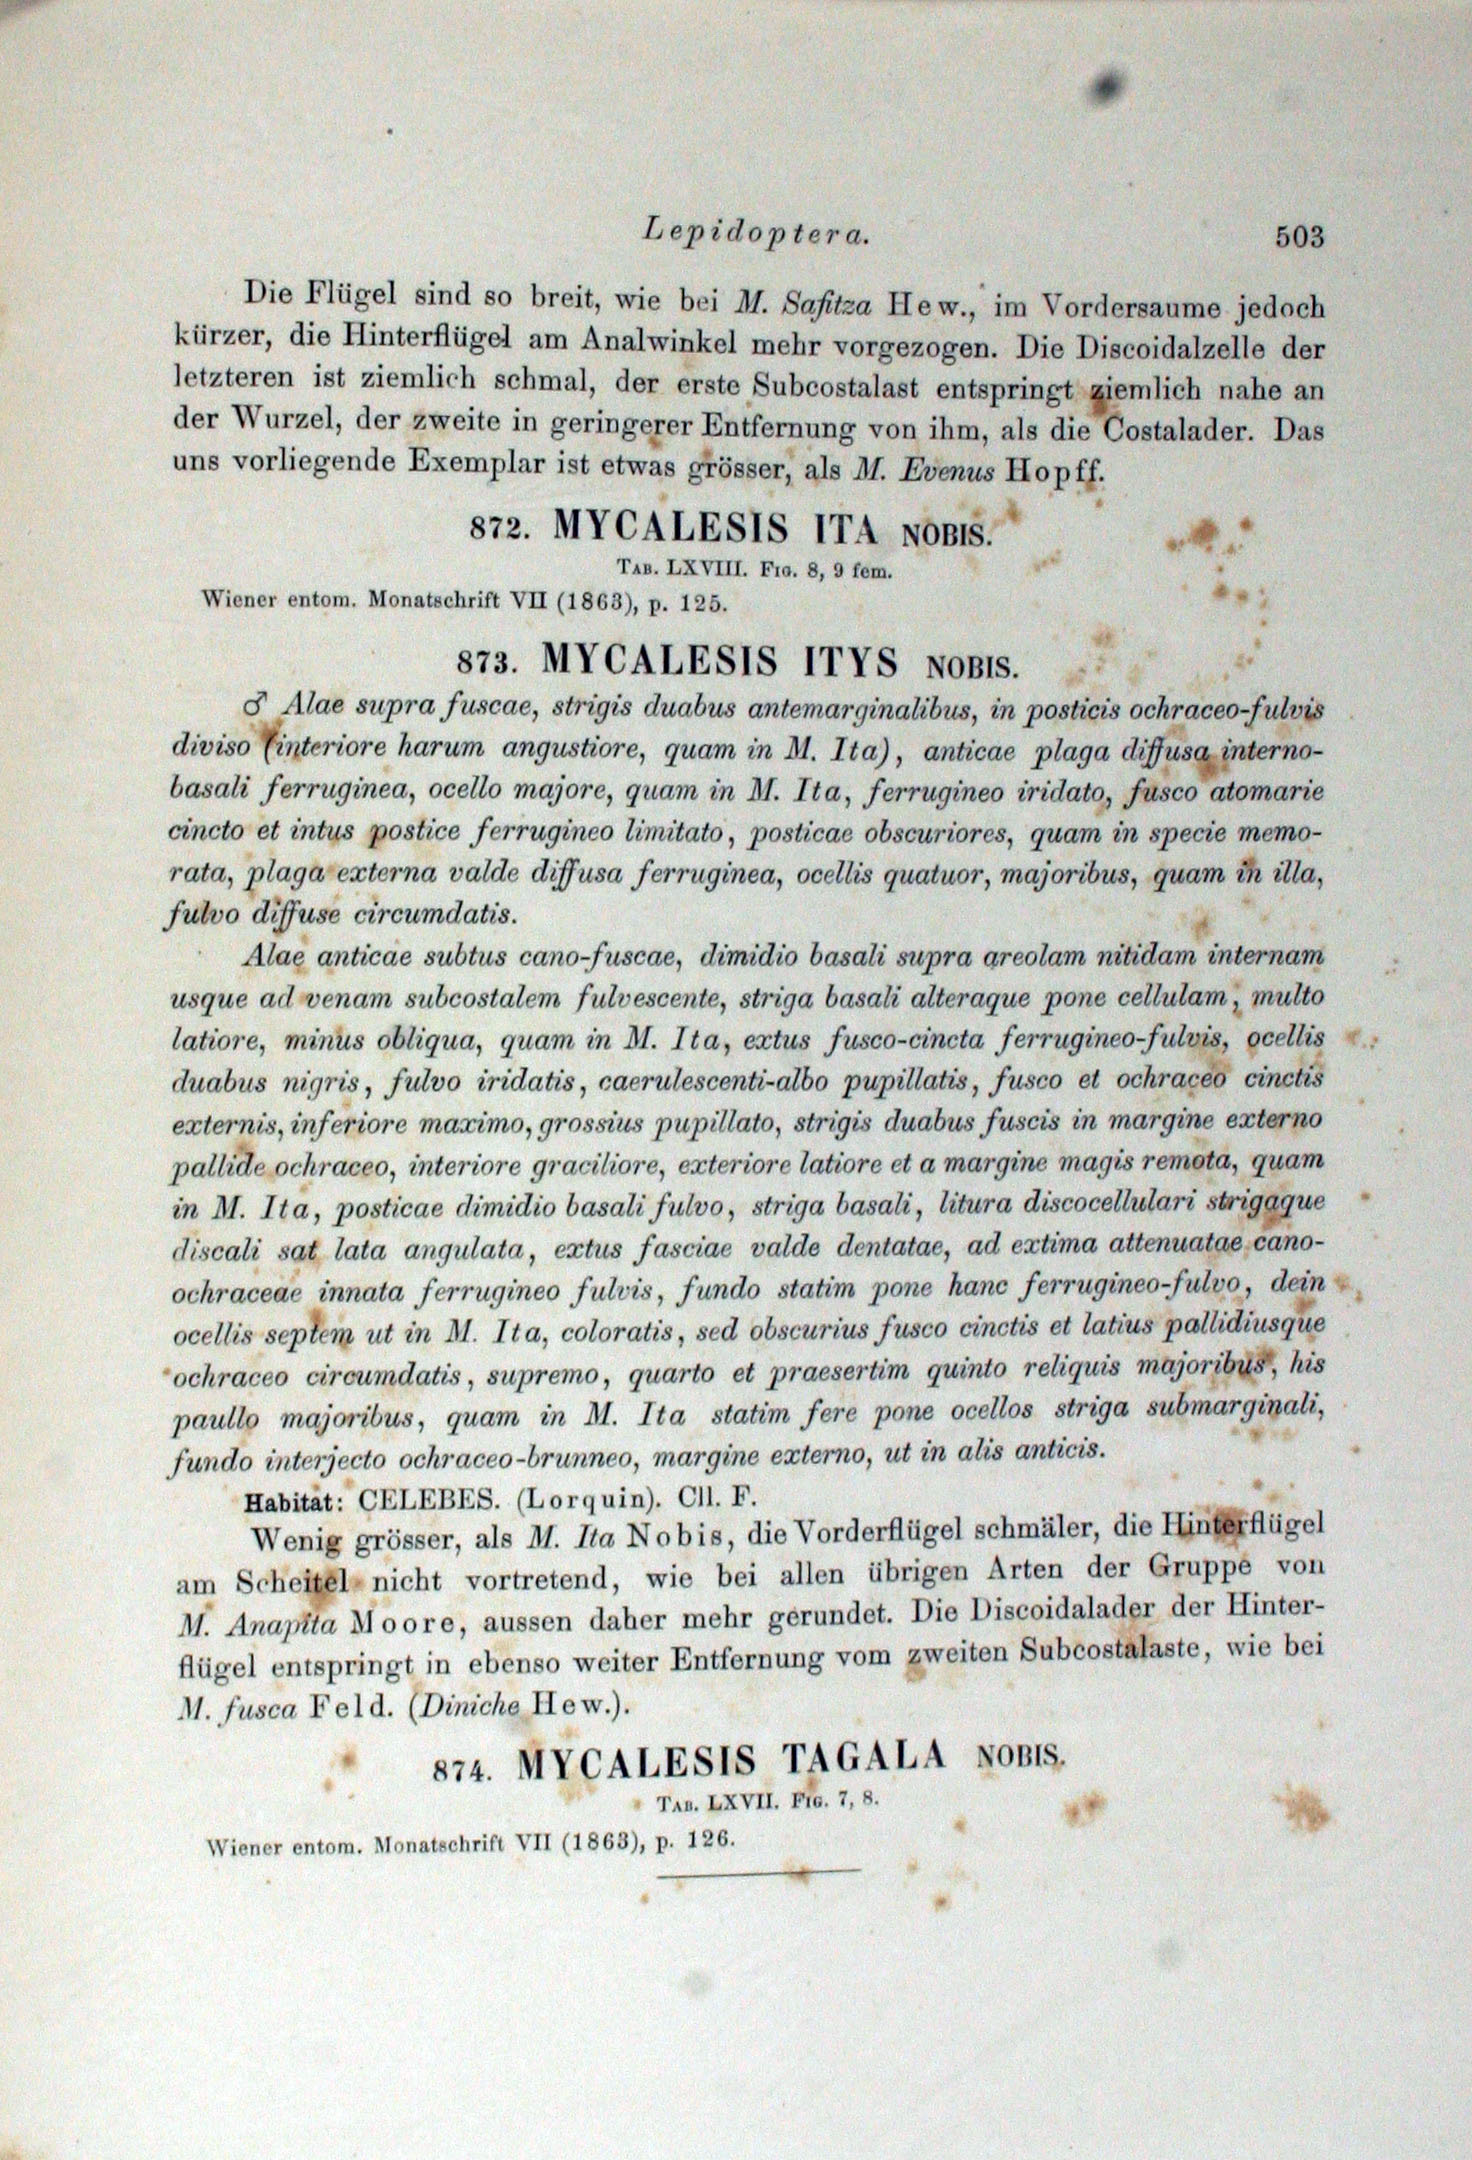 Lepidoptera. 503
Die Flügel sind so breit, wie bei M. Safitza Hew., im Vordersaume jedoch
kürzer, die Hinterflügel am Analwinkel mehr vorgezogen. Die Discoidalzelle der
letzteren ist ziemlich schmal, der erste Subcostalast entspringt ziemlich nahe an
der Wurzel, der zweite in geringerer Entfernung von ihm, als die Costalader. Das
uns vorliegende Exemplar ist etwas grösser, als M. Evenus Hopff.
872. MYCALESIS ITA NOBIS.
TAB. LXVIII. FIG. 8, 9 fem.
Wiener entom. Monatschrift VII (1863), p. 125.
873. MYCALESIS ITYS NOBIS.
♂ Alae supra fuscae, strigis duabus antemarginalibus, in posticis ochraceo-fulvis
diviso (interiore harum angustiore, quam in M. Ita), anticae plaga diffusa interno-
basali ferruginea, ocello majore, quam in M. Ita, ferrugineo iridato, fusco atomarie
cincto et intus postice ferrugineo limitato, posticae obscuriores, quam in specie memo-
rata, plaga externa valde diffusa ferruginea, ocellis quatuor, majoribus, quam in illa,
fulvo diffuse circumdatis.
Alae anticae subtus cano-fuscae, dimidio basali supra areolam nitidam internam
usque ad venam subcostalem fulvescente, striga basali alteraque pone cellulam, multo
latiore, minus obliqua, quam in M. Ita, extus fusco-cincta ferrugineo-fulvis, ocellis
duabus nigris, fulvo iridatis, caerulescenti-albo pupillatis, fusco et ochraceo cinctis
externis, inferiore maximo, grossius pupillato, strigis duabus fuscis in margine externo
pallide ochraceo, interiore graciliore, exteriore latiore et a margine magis remota, quam
in M. Ita, posticae dimidio basali fulvo, striga basali, litura discocellulari strigaque
discali sat lata angulata, extus fasciae valde dentatae, ad extima attenuatae cano-
ochraceae innata ferrugineo fulvis, fundo statim pone hanc ferrugineo-fulvo, dein
ocellis septem ut in M. Ita, coloratis, sed obscurius fusco cinctis et latius pallidiusque
ochraceo circumdatis, supremo, quarto et praesertim quinto reliquis majoribus, his
paullo majoribus, quam in M. Ita statim fere pone ocellos striga submarginali,
fundo interjecto ochraceo-brunneo, margine externo, ut in alis anticis.
Habitat: CELEBES. (Lorquin). Cll. F.
Wenig grösser, als M. Ita Nobis, die Vorderflügel schmäler, die Hinterflügel
am Scheitel nicht vortretend, wie bei allen übrigen Arten der Gruppe von
M. Anapita Moore, aussen daher mehr gerundet. Die Discoidalader der Hinter-
flügel entspringt in ebenso weiter Entfernung vom zweiten Subcostalaste, wie bei
M. fusca Feld. (Diniche Hew.).
874. MYCALESIS TAGALA NOBIS.
TAB. LXVII. FIG. 7, 8.
Wiener entom. Monatschrift VII (1863), p. 126.